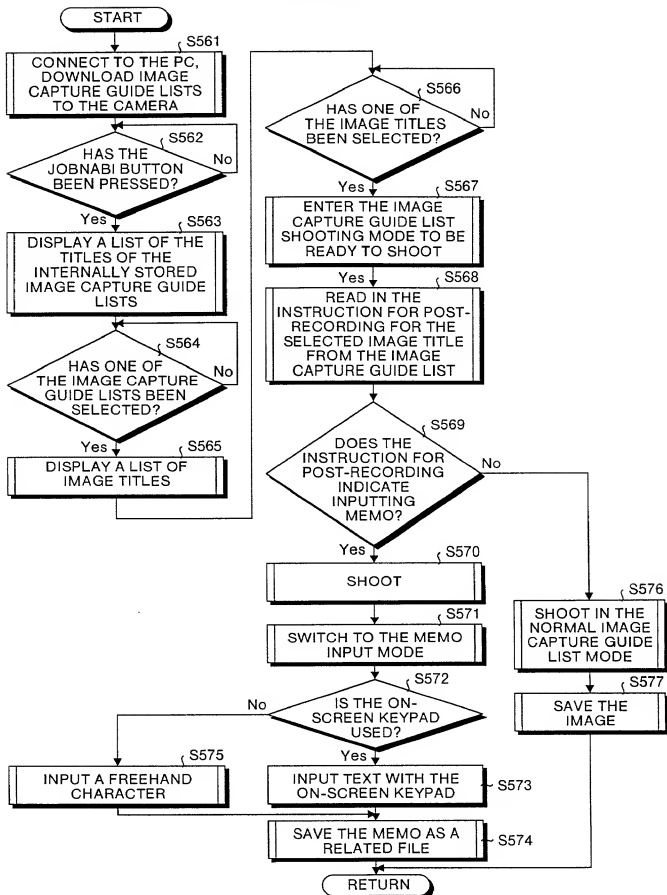 START
S561
CONNECT TO THE PC,
DOWNLOAD IMAGE
CAPTURE GUIDE LISTS
TO THE CAMERA
S562
HAS THE
JOBNABI BUTTON
BEEN PRESSED?
No
Yes
S563
DISPLAY A LIST OF THE
TITLES OF THE
INTERNALLY STORED
IMAGE CAPTURE GUIDE
LISTS
S564
HAS ONE OF
THE IMAGE CAPTURE
GUIDE LISTS BEEN
SELECTED?
No
Yes
S565
DISPLAY A LIST OF
IMAGE TITLES
S566
HAS ONE OF
THE IMAGE TITLES
BEEN SELECTED?
No
Yes
S567
ENTER THE IMAGE
CAPTURE GUIDE LIST
SHOOTING MODE TO BE
READY TO SHOOT
Yes
S568
READ IN THE
INSTRUCTION FOR POST-
RECORDING FOR THE
SELECTED IMAGE TITLE
FROM THE IMAGE
CAPTURE GUIDE LIST
S569
DOES THE
INSTRUCTION FOR
POST-RECORDING
INDICATE
INPUTTING
MEMO?
No
Yes
S570
SHOOT
S571
SWITCH TO THE MEMO
INPUT MODE
S572
IS THE ON-
SCREEN KEYPAD
USED?
No
Yes
S575
INPUT A FREEHAND
CHARACTER
INPUT TEXT WITH THE
ON-SCREEN KEYPAD
S573
SAVE THE MEMO AS A
RELATED FILE
S574
S576
SHOOT IN THE
NORMAL IMAGE
CAPTURE GUIDE
LIST MODE
S577
SAVE THE
IMAGE
RETURN